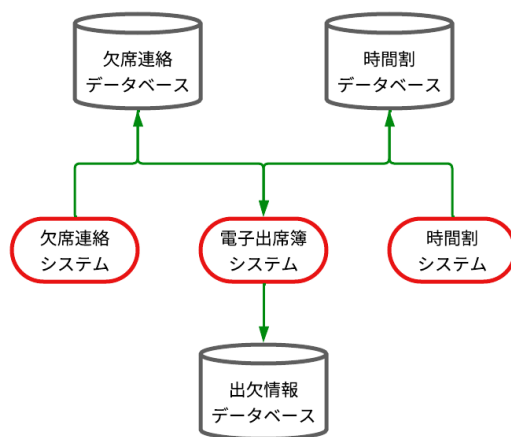 欠席連絡
データベース
時間割
データベース
欠席連絡
システム
電子出席簿
システム
時間割
システム
出欠情報
データベース